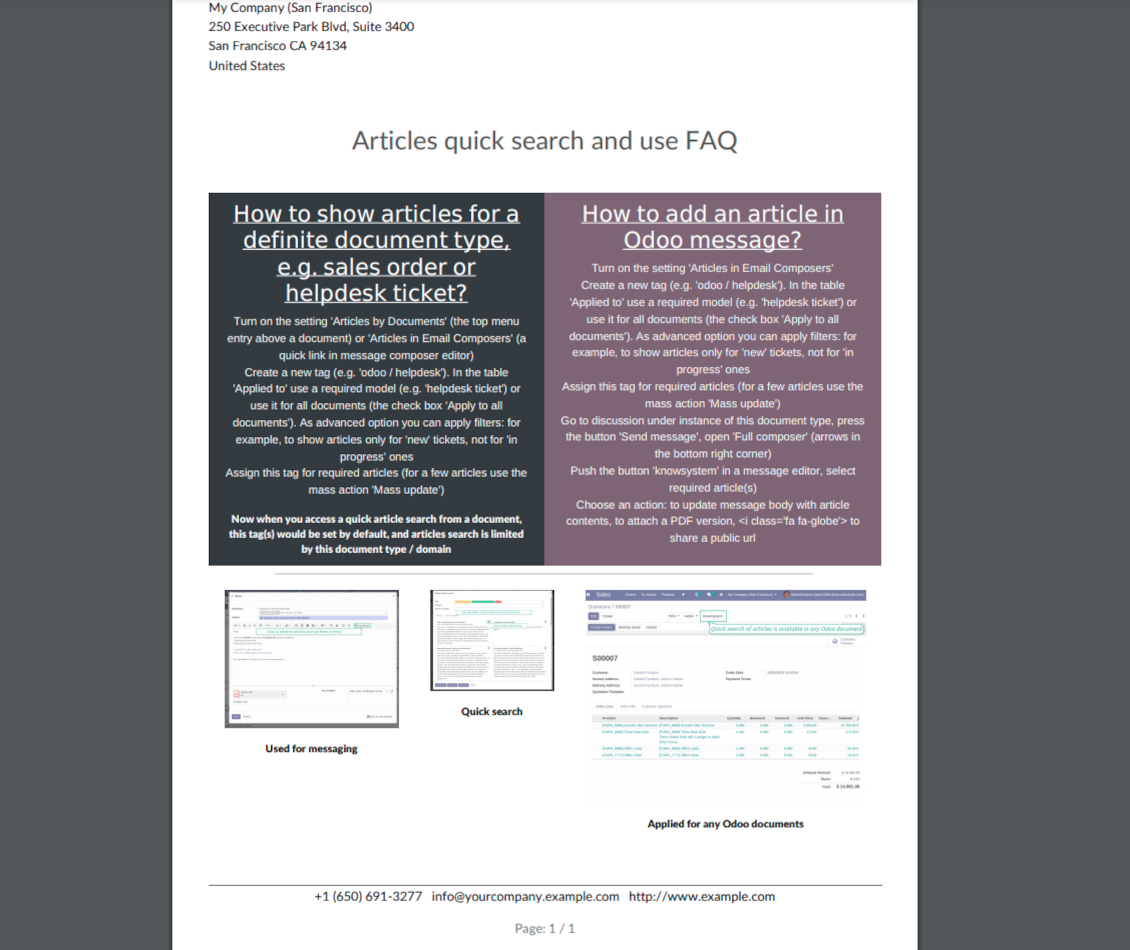 My Company (San Francisco)
250 Executive Park Blvd, Suite 3400
San Francisco CA 94134
United States
Articles quick search and use FAQ
How to show articles for a
definite document type,
e.g. sales order or
helpdesk ticket?
Turn on the setting 'Articles by Documents' (the top menu
entry above a document) or 'Articles in Email Composers' (a
quick link in message composer editor)
Create a new tag (e.g. 'odoo / helpdesk'). In the table
'Applied to' use a required model (e.g. 'helpdesk ticket') or
use it for all documents (the check box 'Apply to all
documents'). As advanced option you can apply filters: for
example, to show articles only for 'new' tickets, not for 'in
progress' ones
Assign this tag for required articles (for a few articles use the
mass action 'Mass update')
Now when you access a quick article search from a document,
this tag(s) would be set by default, and articles search is limited
by this document type / domain
How to add an article in
Odoo message?
Turn on the setting 'Articles in Email Composers'
Create a new tag (e.g. 'odoo / helpdesk'). In the table
'Applied to' use a required model (e.g. 'helpdesk ticket') or
use it for all documents (the check box 'Apply to all
documents'). As advanced option you can apply filters: for
example, to show articles only for 'new' tickets, not for 'in
progress' ones
Assign this tag for required articles (for a few articles use the
mass action 'Mass update')
Go to discussion under instance of this document type, press
the button 'Send message', open 'Full composer' (arrows in
the bottom right corner)
Push the button 'knowsystem' in a message editor, select
required article(s)
Choose an action: to update message body with article
contents, to attach a PDF version, <i class='fa fa-globe'> to
share a public url
Used for messaging
Quick search
Sales
Quotations / S00007
Quick search of articles is available in any Odoo document
S00007
Applied for any Odoo documents
+1 (650) 691-3277 info@yourcompany.example.com http://www.example.com
Page: 1 / 1